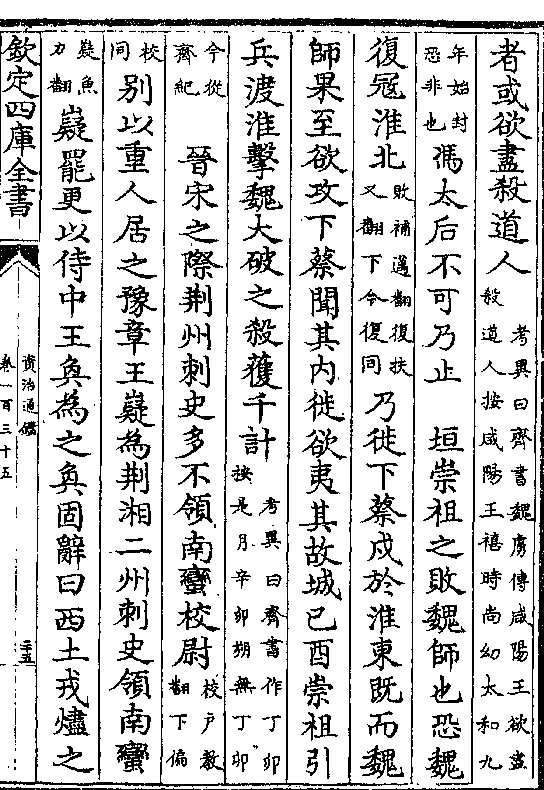 者或欲盡殺道人考異曰齊書魏虜傳咸陽王欲盡殺道人按咸陽王禧時尚幼太和九
年始封恐非也馮太后不可乃止　垣崇祖之敗魏師也恐魏
復冦淮北敗補邁翻復扶又翻下今復同乃徙下蔡戍於淮東既而魏
師果至欲攻下蔡聞其内徙欲夷其故城己酉崇祖引
兵渡淮擊魏大破之殺獲千計考異曰齊書作丁卯按是月辛卯朔無丁卯
今從齊紀　晉宋之際荆州刺史多不領南蠻校尉校户教翻下偏
校同别以重人居之豫章王嶷為荆湘二州刺史領南蠻
嶷魚力翻嶷罷更以侍中王奐為之奐固辭曰西土戎燼之
欽定四庫全書
資治通鑑
卷一百三十五
二十五